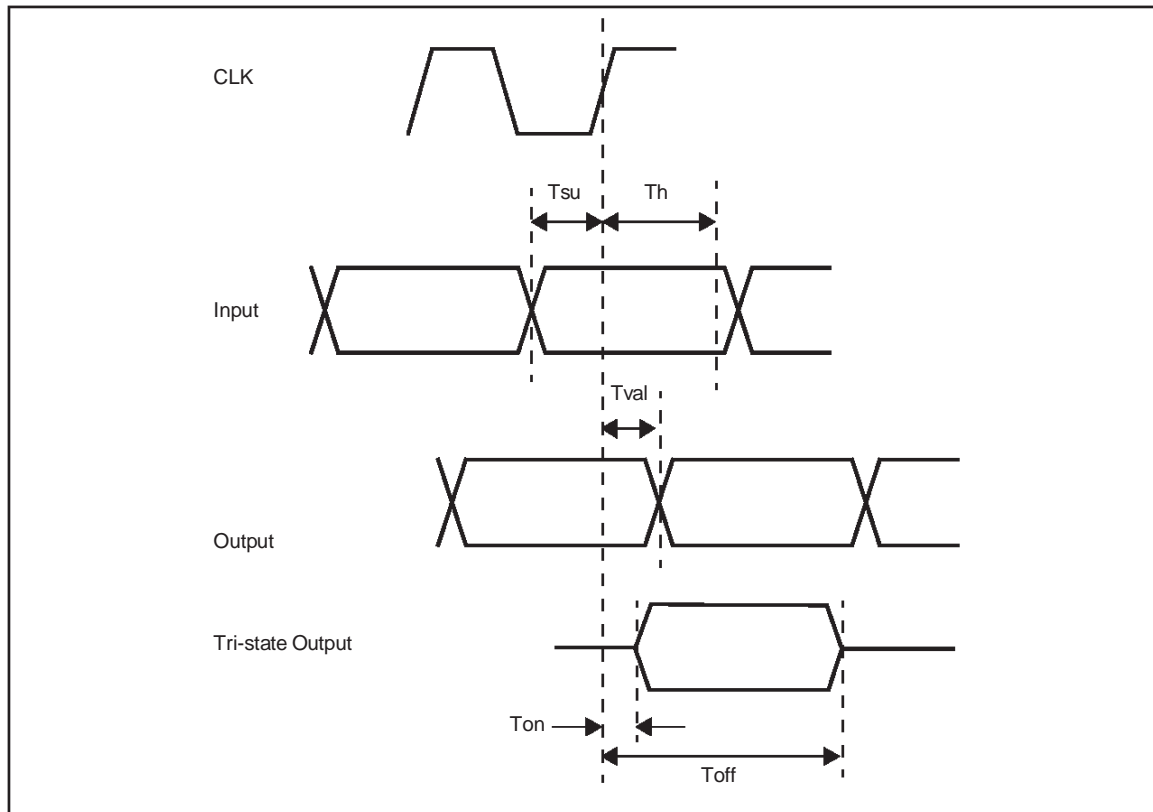 CLK
Tsu
Th
Input
Tval
Output
Tri-state Output
Ton
Toff